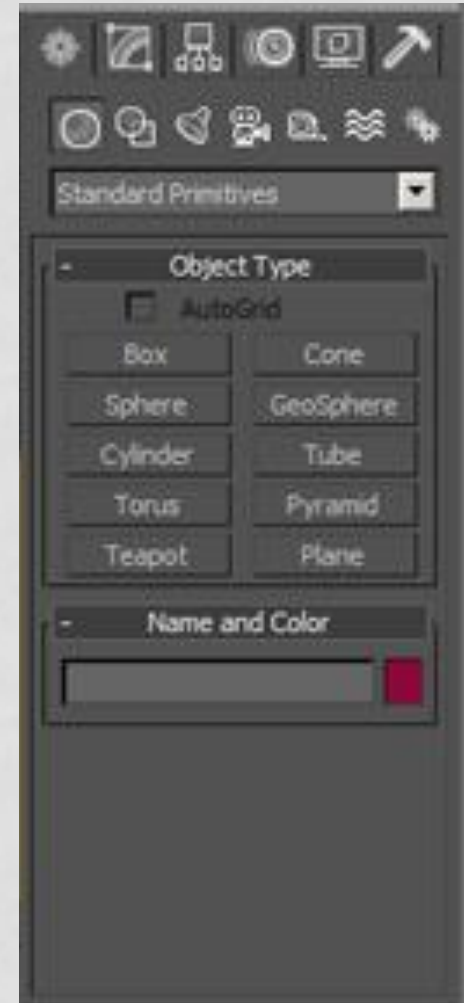 Standard Primitives
- Object Type
AutoGrid
Box Cone
Sphere GeoSphere
Cylinder Tube
Torus Pyramid
Teapot Plane
- Name and Color